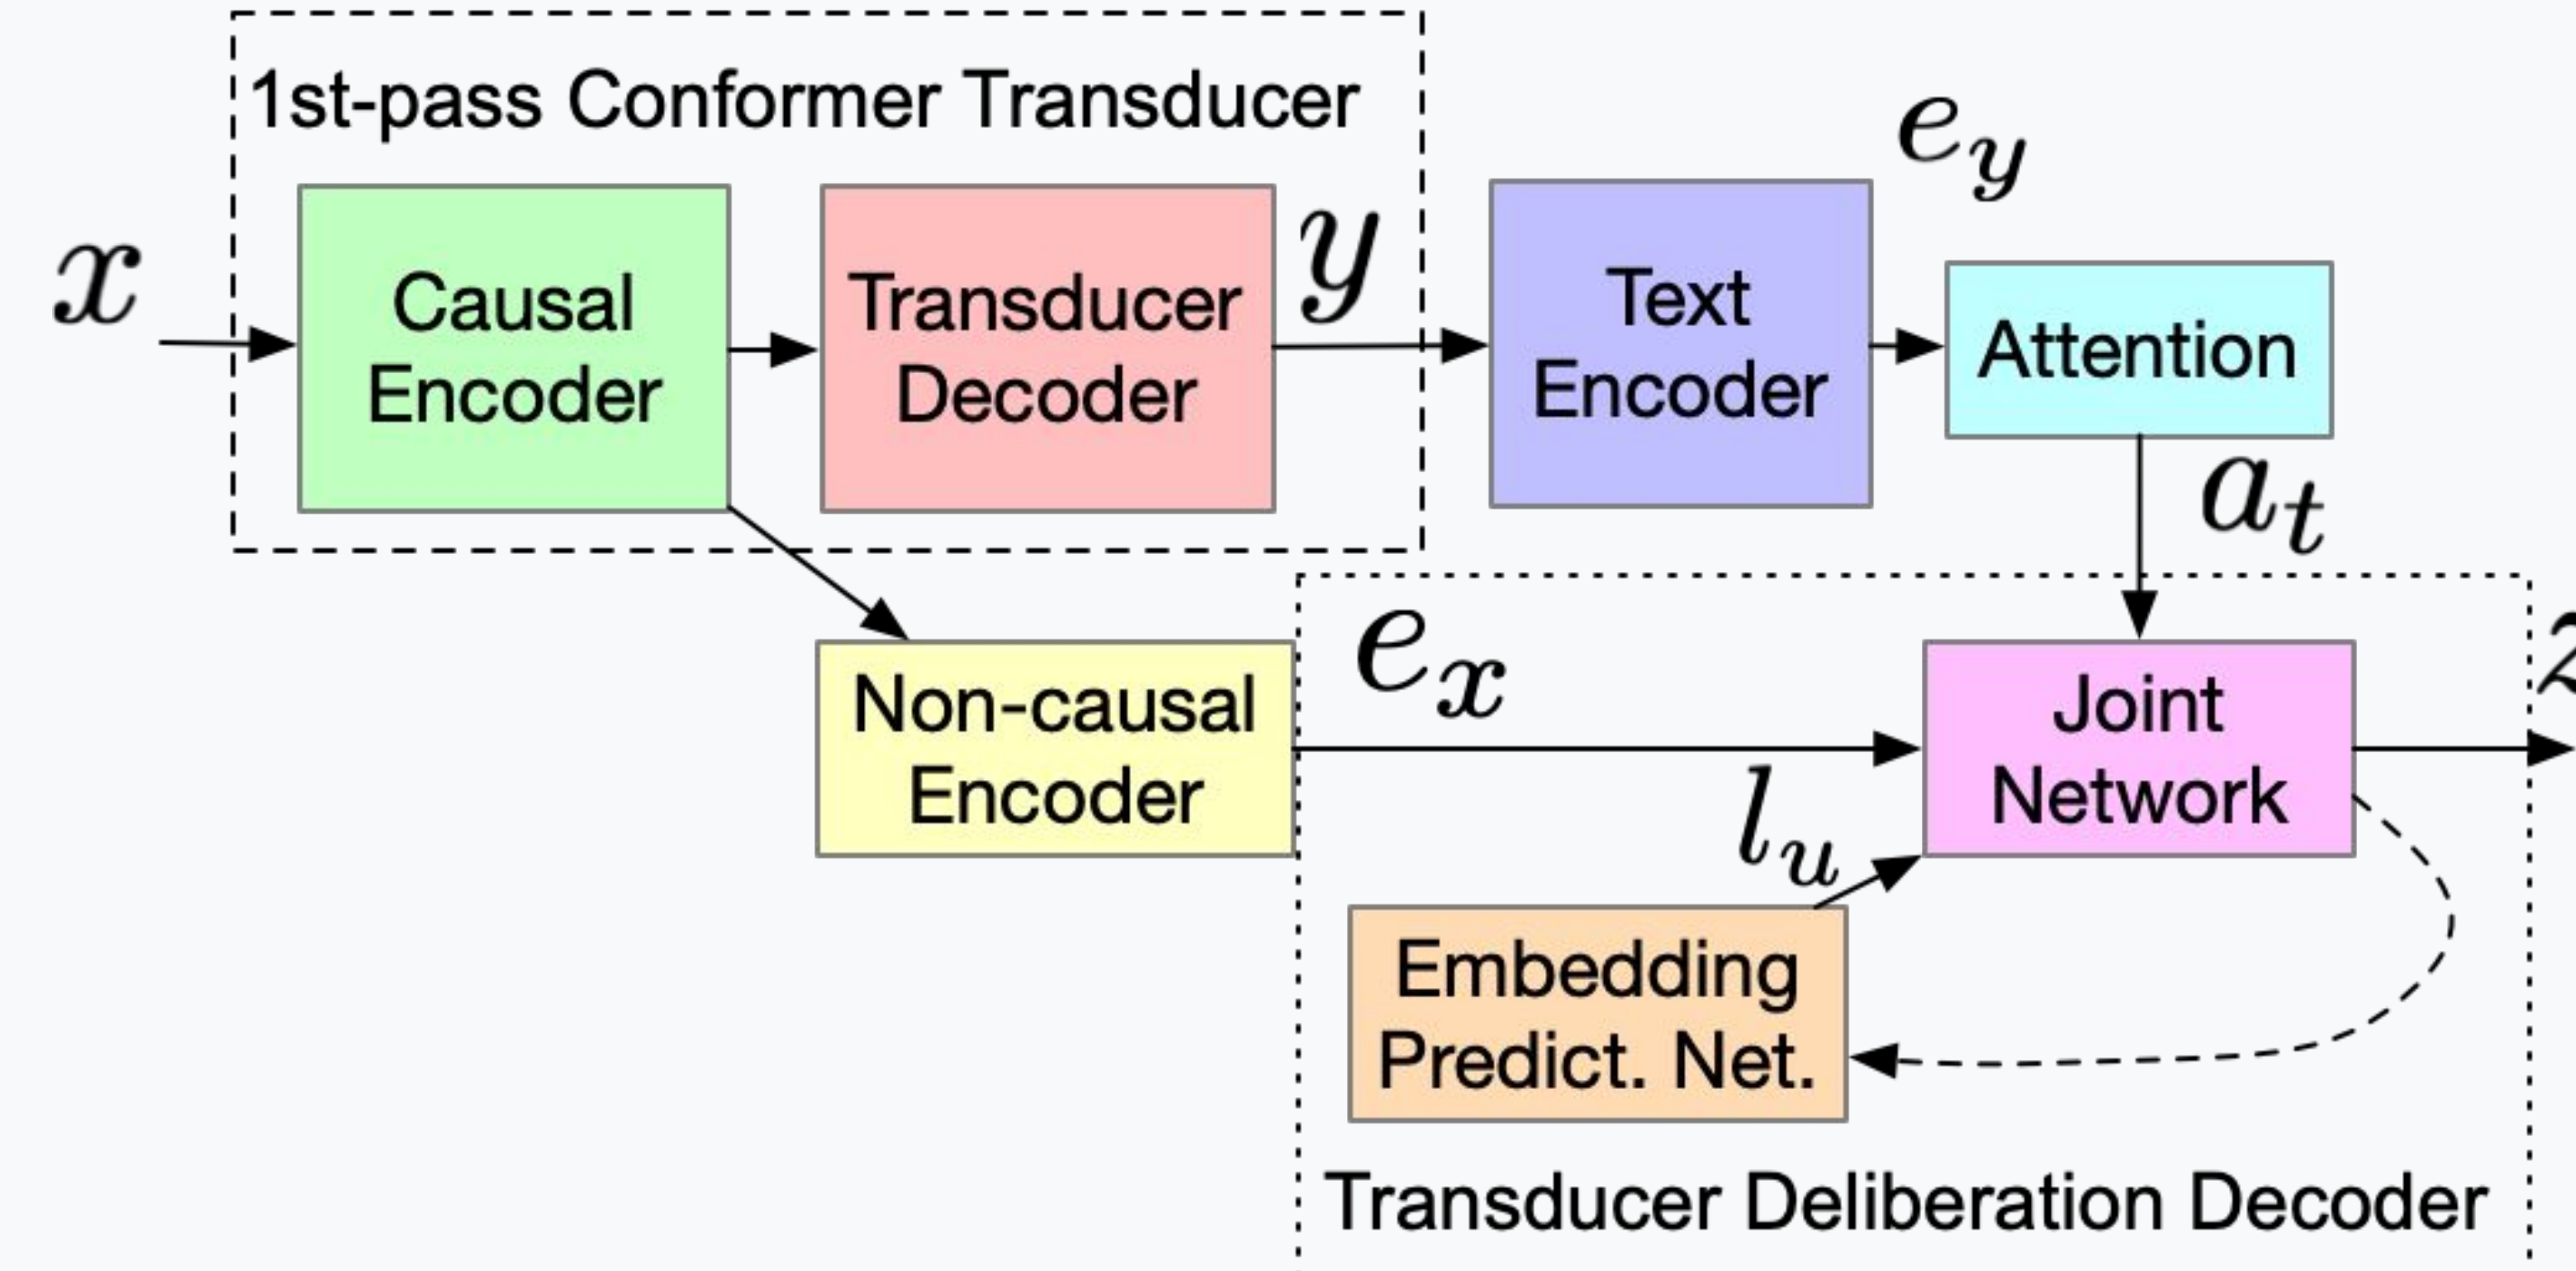 1st-pass Conformer Transducer
x
Causal
Encoder
Transducer
Decoder
y
Text
Encoder
e_y
Attention
a_t
Non-causal
Encoder
e_x
Joint
Network
z
l_u
Embedding
Predict. Net.
Transducer Deliberation Decoder